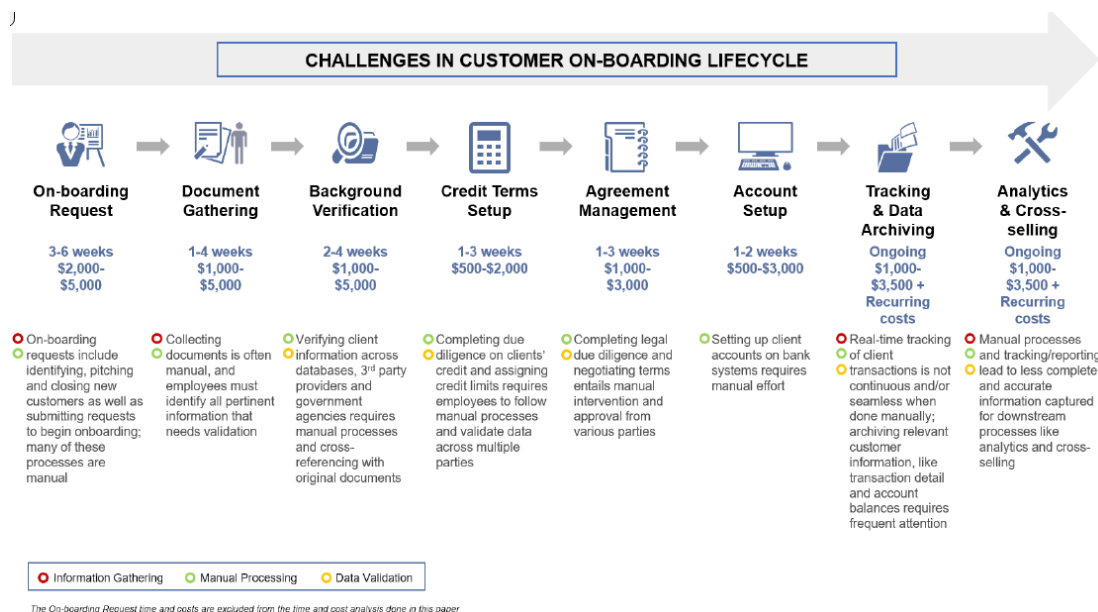 CHALLENGES IN CUSTOMER ON-BOARDING LIFECYCLE
On-boarding
Request
3-6 weeks
$2,000-
$5,000
On-boarding
requests include
identifying, pitching
and closing new
customers as well as
submitting requests
to begin onboarding;
many of these
processes are
manual
Document
Gathering
1-4 weeks
$1,000-
$5,000
Collecting
documents is often
manual, and
employees must
identify all pertinent
information that
needs validation
Background
Verification
2-4 weeks
$1,000-
$5,000
Verifying client
information across
databases, 3rd party
providers and
government
agencies requires
manual processes
and cross-
referencing with
original documents
Credit Terms
Setup
1-3 weeks
$500-$2,000
Completing due
diligence on clients'
credit and assigning
credit limits requires
employees to follow
manual processes
and validate data
across multiple
parties
Agreement
Management
1-3 weeks
$1,000-
$3,000
Completing legal
due diligence and
negotiating terms
entails manual
intervention and
approval from
various parties
Account
Setup
1-2 weeks
$500-$3,000
Setting up client
accounts on bank
systems requires
manual effort
Tracking
& Data
Archiving
Ongoing
$1,000-
$3,500 +
Recurring
costs
Real-time tracking
of client
transactions is not
continuous and/or
seamless when
done manually;
archiving relevant
customer
information, like
transaction detail
and account
balances requires
frequent attention
Analytics
& Cross-
selling
Ongoing
$1,000-
$3,500 +
Recurring
costs
Manual processes
and tracking/reporting
lead to less complete
and accurate
information captured
for downstream
processes like
analytics and cross-
selling
Information Gathering
Manual Processing
Data Validation
The On-boarding Request time and costs are excluded from the time and cost analysis done in this paper